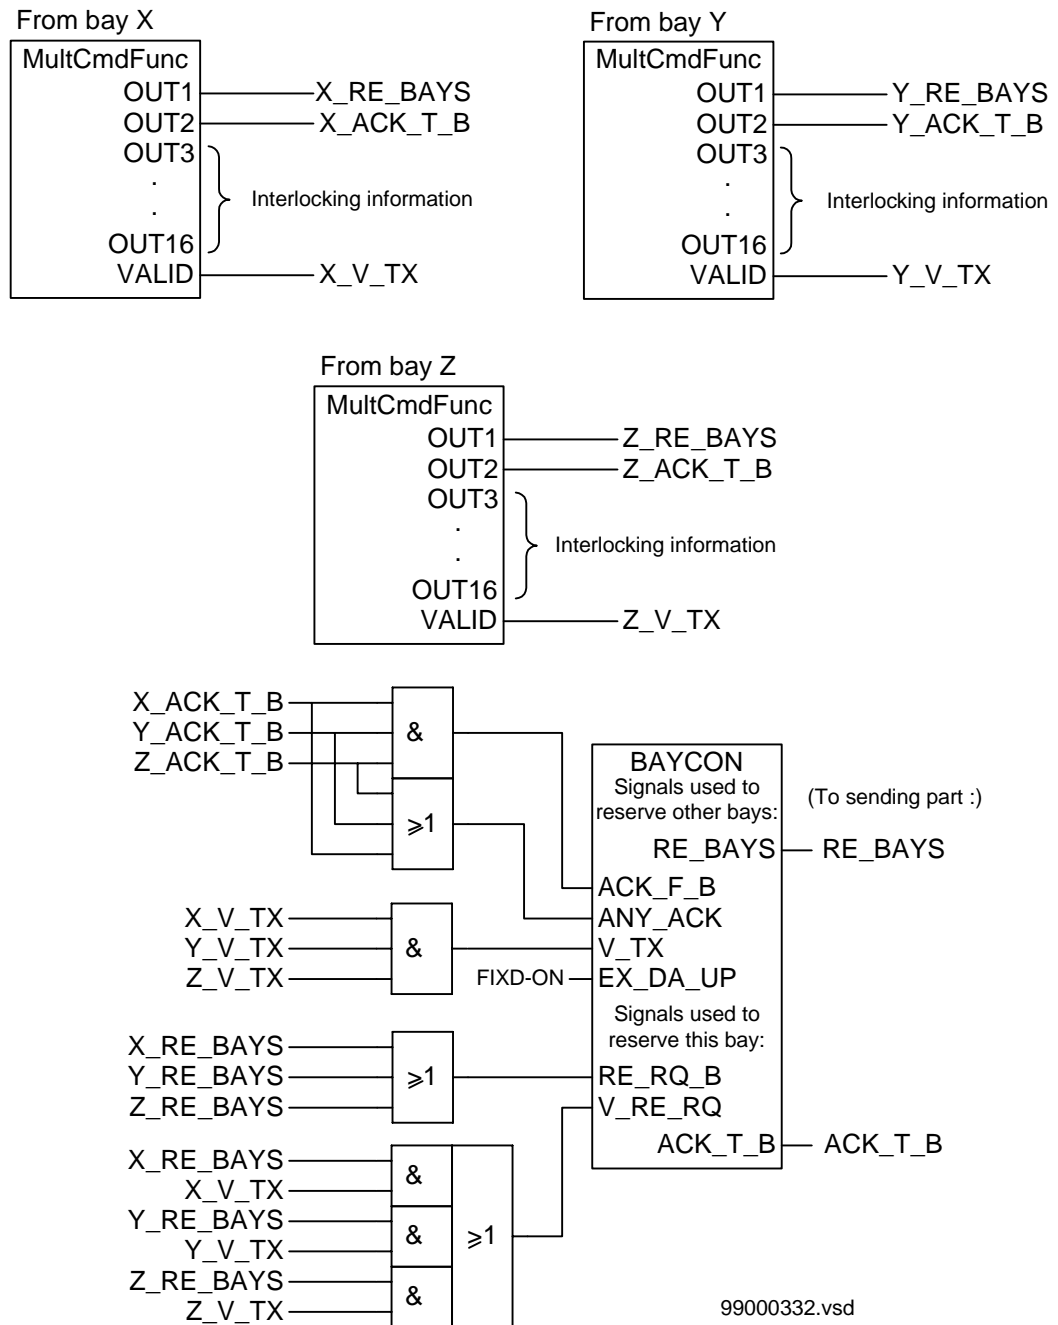 From bay X
MultCmdFunc
OUT1
X_RE_BAYS
OUT2
X_ACK_T_B
OUT3
.
.
Interlocking information
OUT16
VALID
X_V_TX
From bay Y
MultCmdFunc
OUT1
Y_RE_BAYS
OUT2
Y_ACK_T_B
OUT3
.
.
Interlocking information
OUT16
VALID
Y_V_TX
From bay Z
MultCmdFunc
OUT1
Z_RE_BAYS
OUT2
Z_ACK_T_B
OUT3
.
.
Interlocking information
OUT16
VALID
Z_V_TX
X_ACK_T_B
Y_ACK_T_B
Z_ACK_T_B
&
≥1
X_V_TX
Y_V_TX
Z_V_TX
&
FIXD-ON
X_RE_BAYS
Y_RE_BAYS
Z_RE_BAYS
≥1
X_RE_BAYS
X_V_TX
Y_RE_BAYS
Y_V_TX
Z_RE_BAYS
Z_V_TX
&
&
&
≥1
BAYCON
Signals used to
reserve other bays:
(To sending part :)
RE_BAYS
RE_BAYS
ACK_F_B
ANY_ACK
V_TX
EX_DA_UP
Signals used to
reserve this bay:
RE_RQ_B
V_RE_RQ
ACK_T_B
ACK_T_B
99000332.vsd